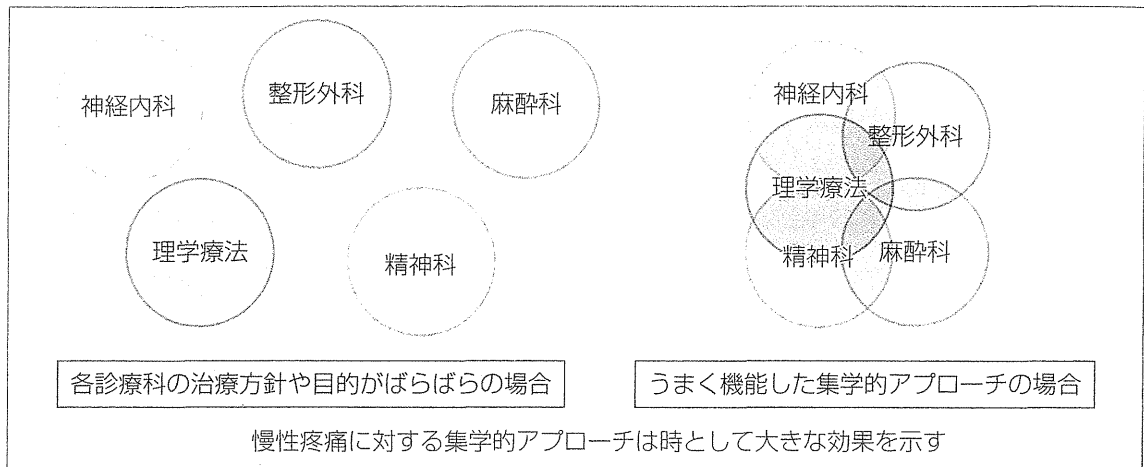 神経内科
整形外科
麻酔科
理学療法
精神科
各診療科の治療方針や目的がばらばらの場合
神経内科
整形外科
理学療法
精神科
麻酔科
うまく機能した集学的アプローチの場合
慢性疼痛に対する集学的アプローチは時として大きな効果を示す